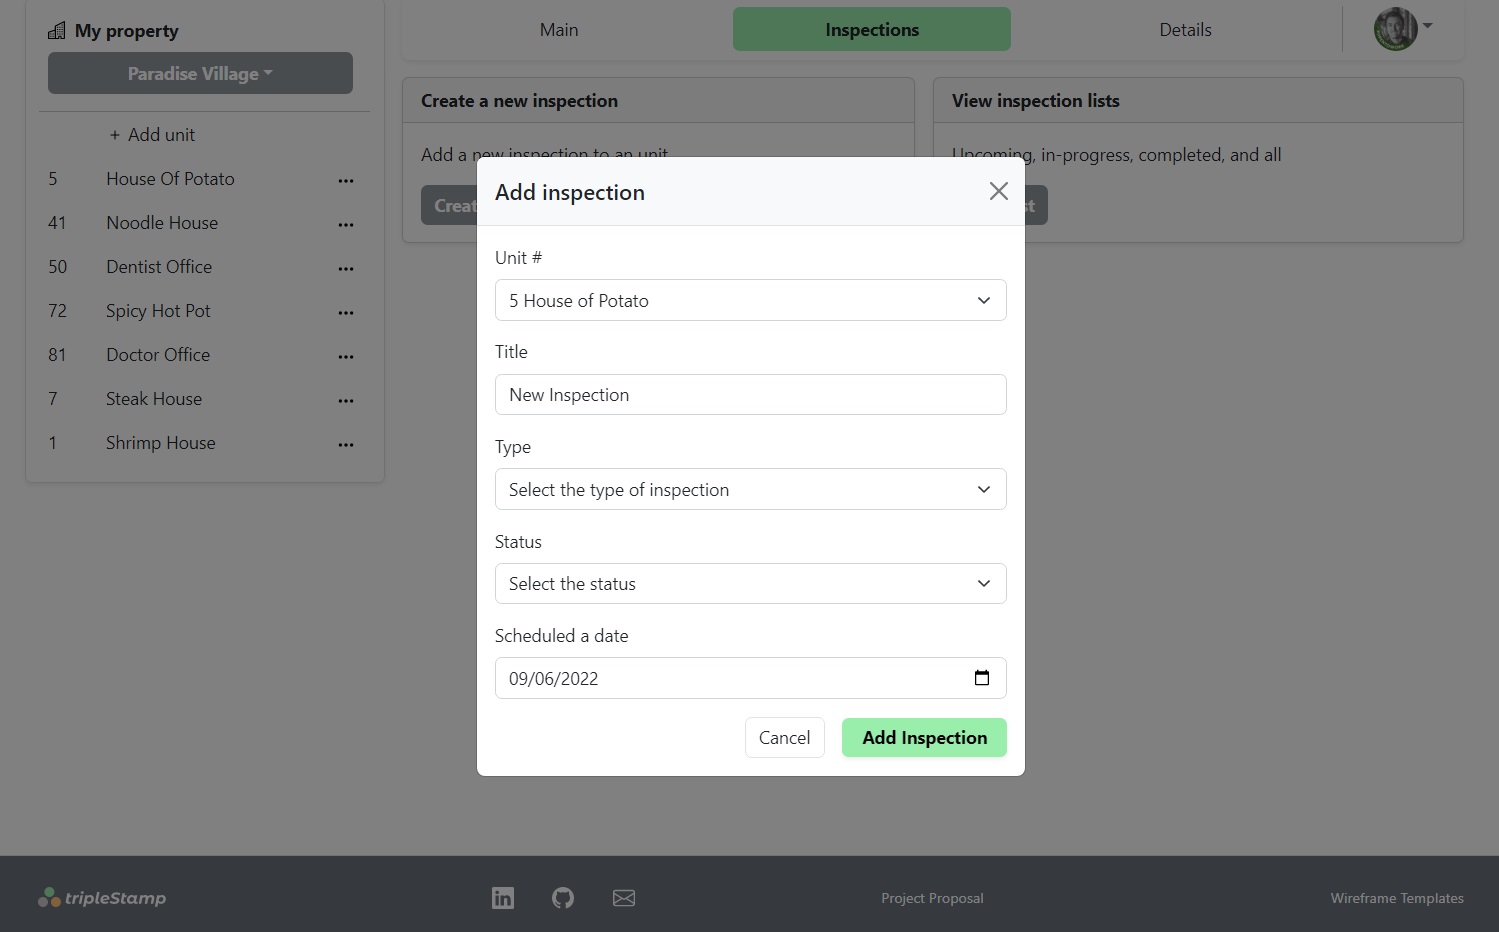 My property
Paradise Village
+ Add unit
5 House Of Potato
41 Noodle House
50 Dentist Office
72 Spicy Hot Pot
81 Doctor Office
7 Steak House
1 Shrimp House
Main Inspections Details
Create a new inspection
Add a new inspection to an unit
Creat
View inspection lists
Upcoming, in-progress, completed, and all
st
Add inspection
Unit #
5 House of Potato
Title
New Inspection
Type
Select the type of inspection
Status
Select the status
Scheduled a date
09/06/2022
Cancel Add Inspection
tripleStamp
in
Project Proposal
Wireframe Templates